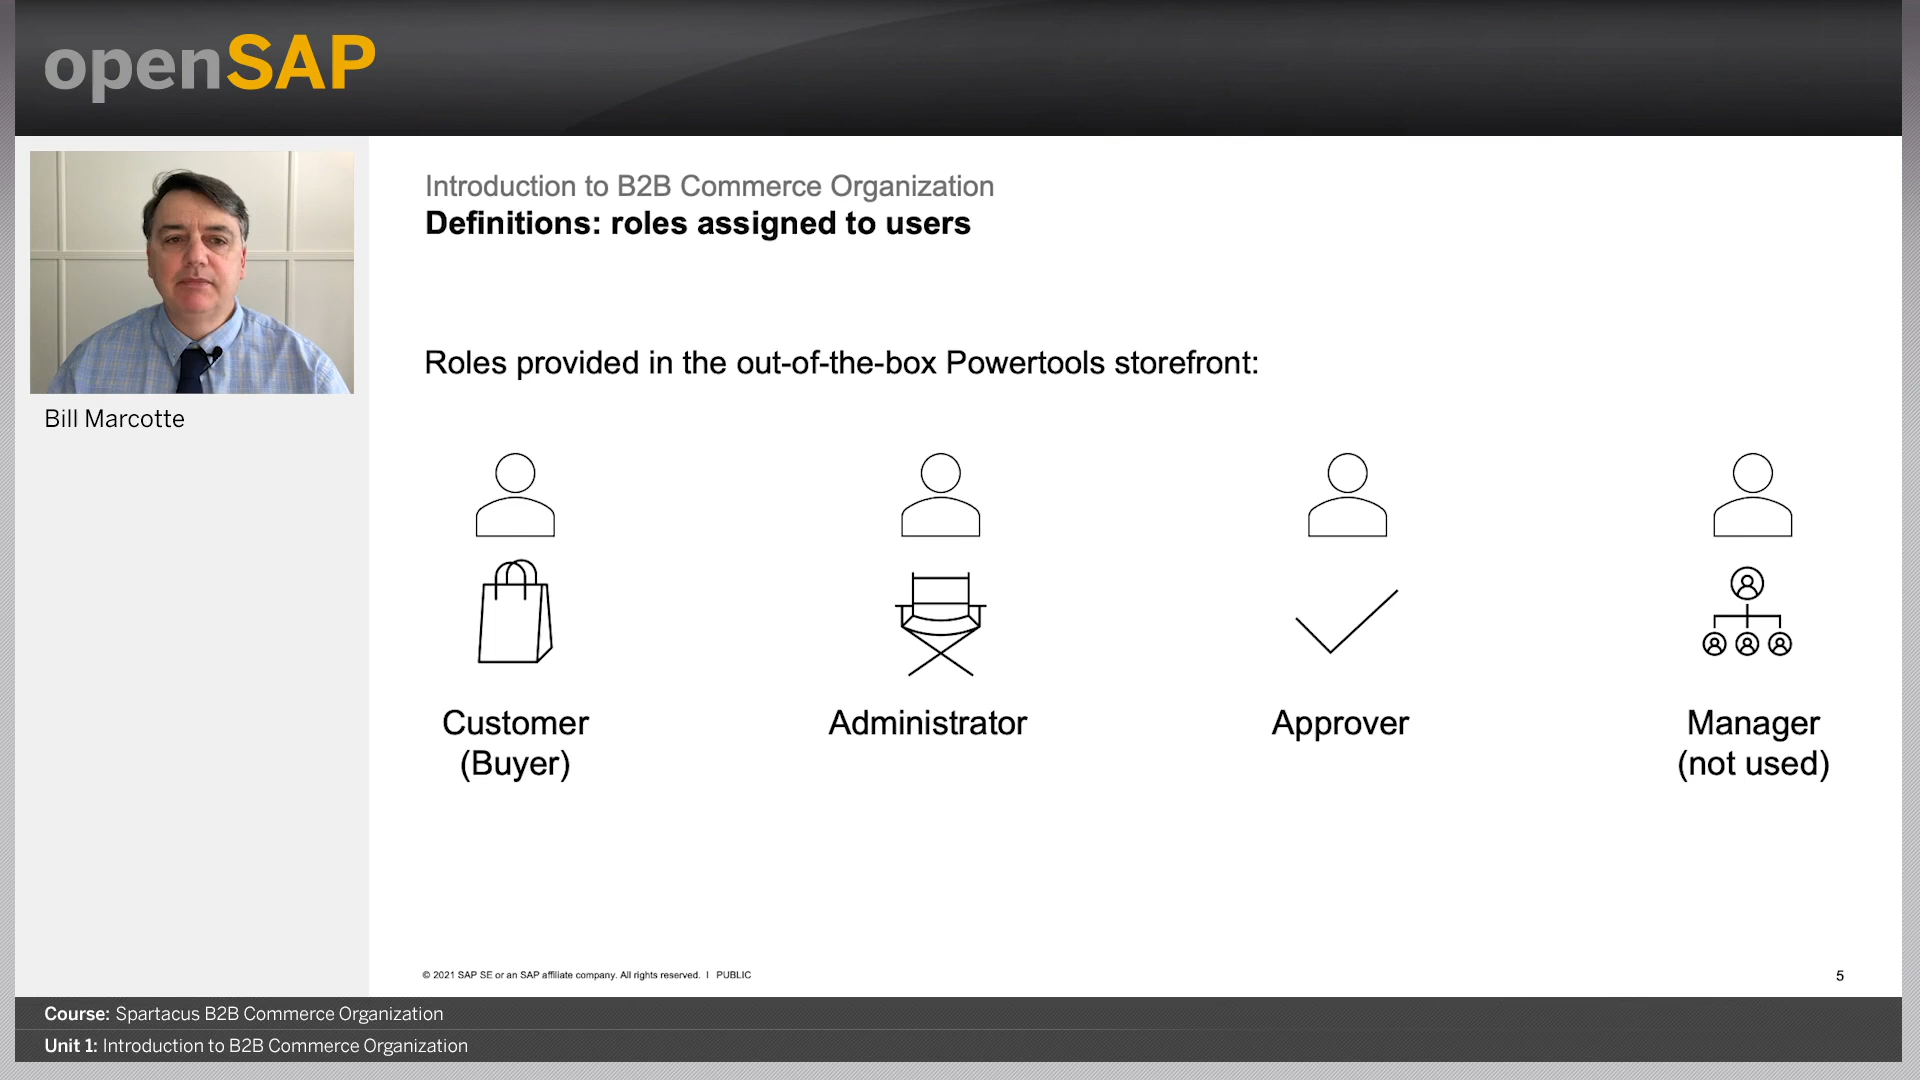 openSAP
Bill Marcotte
Introduction to B2B Commerce Organization
Definitions: roles assigned to users
Roles provided in the out-of-the-box Powertools storefront:
Customer
(Buyer)
Administrator
Approver
Manager
(not used)
© 2021 SAP SE or an SAP affiliate company. All rights reserved. I PUBLIC
5
Course: Spartacus B2B Commerce Organization
Unit 1: Introduction to B2B Commerce Organization